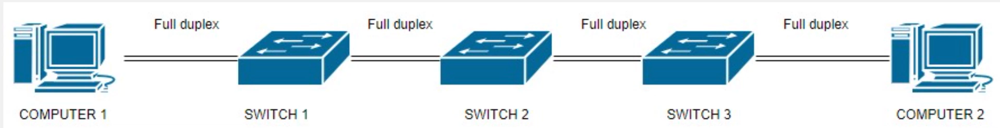 Full duplex Full duplex Full duplex Full duplex
COMPUTER 1 SWITCH 1 SWITCH 2 SWITCH 3 COMPUTER 2